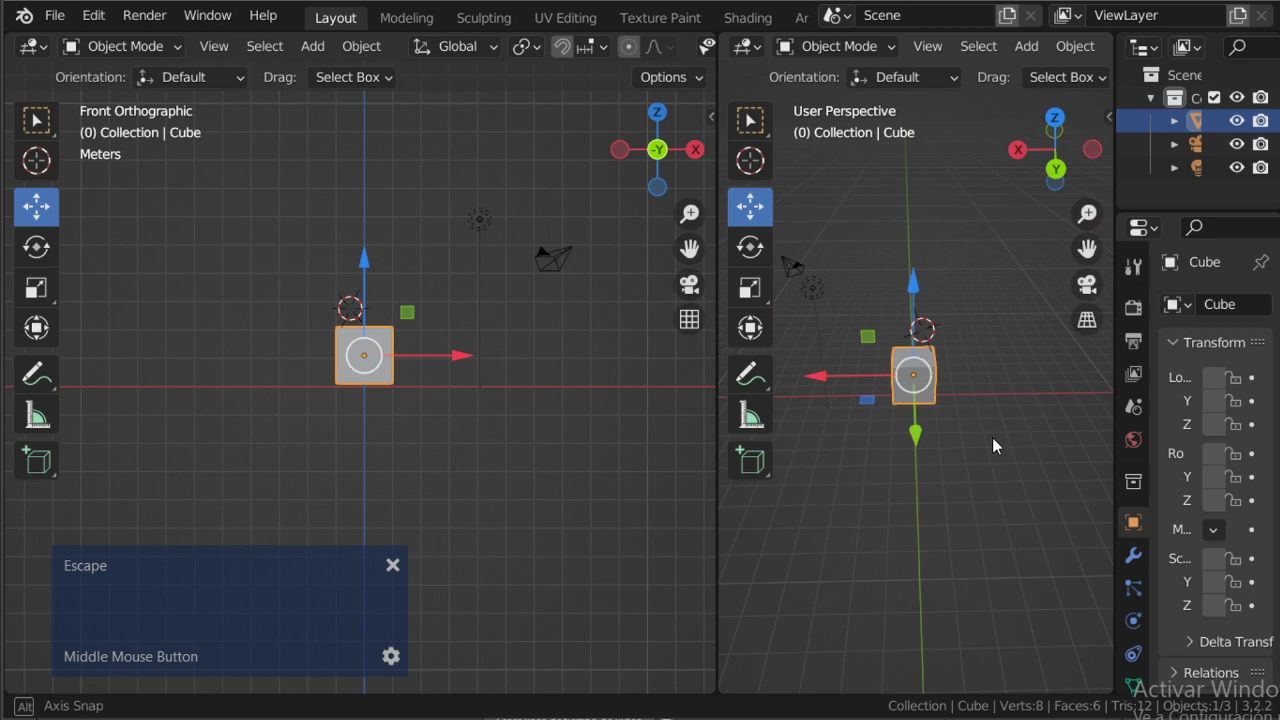 File Edit Render Window Help Layout Modeling Sculpting UV Editing Texture Paint Shading Scene ViewLayer
Object Mode View Select Add Object Global
Orientation: Default Drag: Select Box Options
Front Orthographic
(0) Collection | Cube
Meters
Z
-Y
X
Escape
Middle Mouse Button
Object Mode View Select Add Object
Orientation: Default Drag: Select Box
User Perspective
(0) Collection | Cube
Z
X
Y
Scene
Cube
Cube
Transform
Lo...
Y
Z
Ro
Y
Z
M...
Sc...
Y
Z
Delta Transf
Relations
Activar Windo
Alt Axis Snap
Collection | Cube | Verts:8 | Faces:6 | Tris:12 | Objects:1/3 | 3.2.2